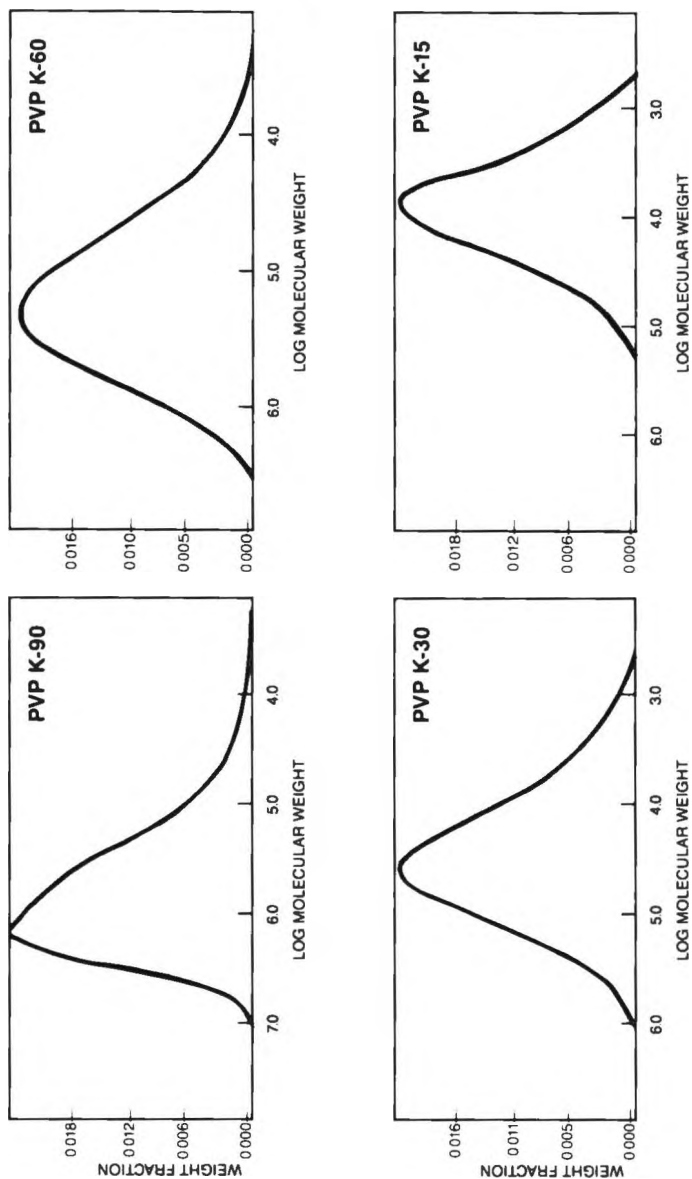 WEIGHT FRACTION
0.018
0.012
0.006
0.000
PVP K-90
7.0 6.0 5.0 4.0
LOG MOLECULAR WEIGHT
0.016
0.010
0.005
0.000
PVP K-60
6.0 5.0 4.0
LOG MOLECULAR WEIGHT
WEIGHT FRACTION
0.016
0.011
0.005
0.000
PVP K-30
6.0 5.0 4.0 3.0
LOG MOLECULAR WEIGHT
0.018
0.012
0.006
0.000
PVP K-15
6.0 5.0 4.0 3.0
LOG MOLECULAR WEIGHT